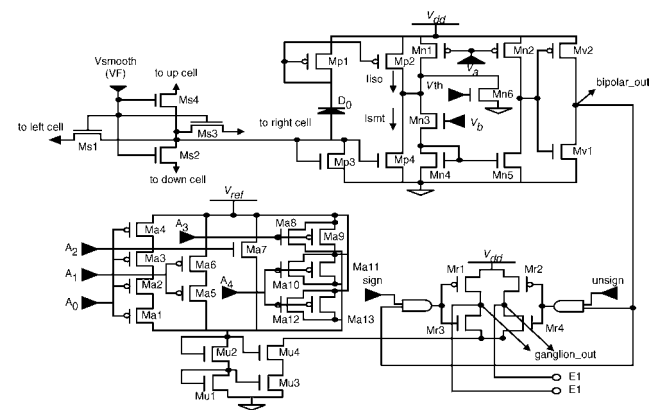 Vdd
Vsmooth
(VF)
to up cell
Ms4
to left cell
Ms1
Ms3
Ms2
to down cell
to right cell
Mp1
Mp2
Mn1
Mn2
Mv2
Iiso
Va
bipolar_out
Vth
Mn6
D0
Ismt
Mn3
Vb
Mp3
Mp4
Mn4
Mn5
Mv1
Vref
A3
Ma8
Ma9
Ma4
A2
Ma7
Ma3
Ma6
Ma11
A1
Ma2
A4
Ma10
Ma5
A0
Ma1
Ma12
Ma13
Mu2
Mu4
Mu1
Mu3
Vdd
sign
Mr1
Mr2
unsign
Mr3
Mr4
ganglion_out
E1
E1